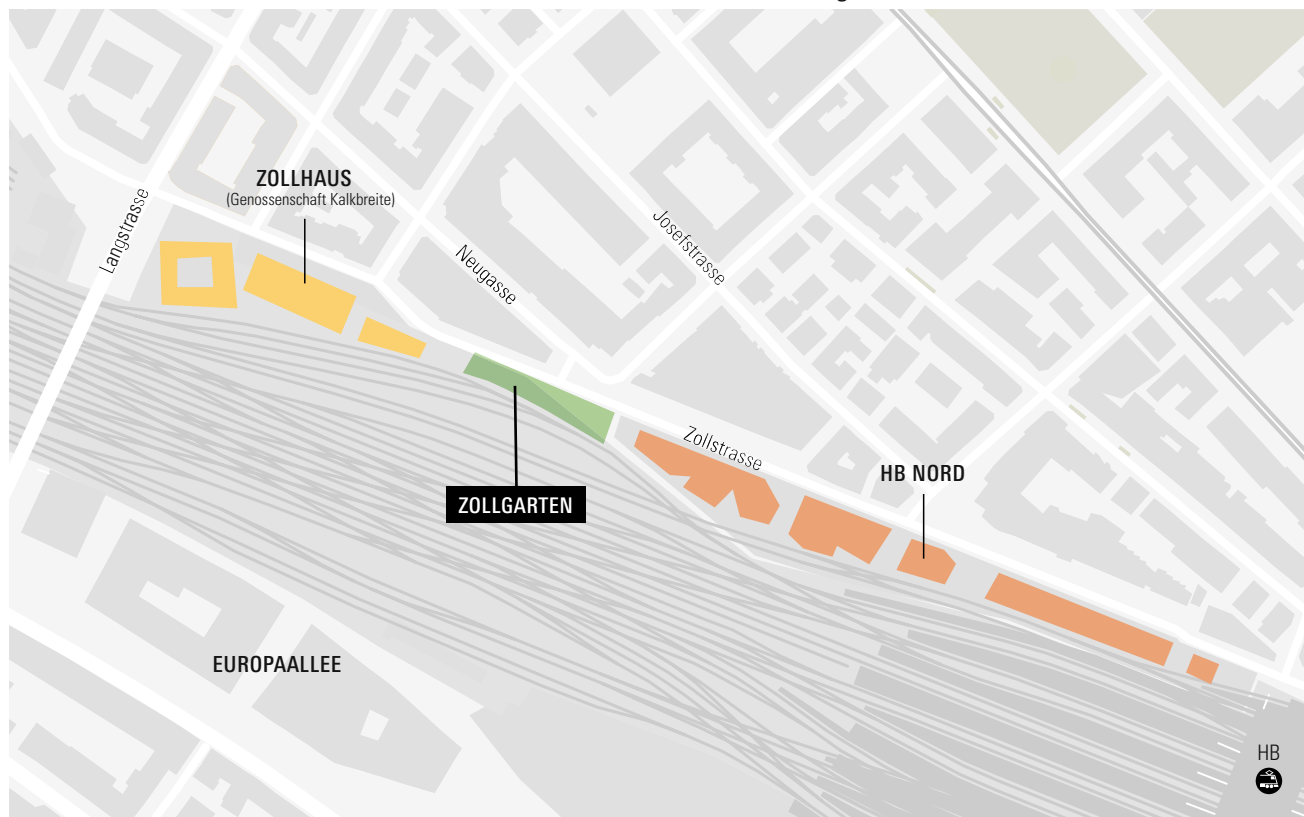 ZOLLHAUS
(Genossenschaft Kalkbreite)
Langstrasse
Neugasse
Josefstrasse
Zollstrasse
HB NORD
ZOLLGARTEN
EUROPAALLEE
HB